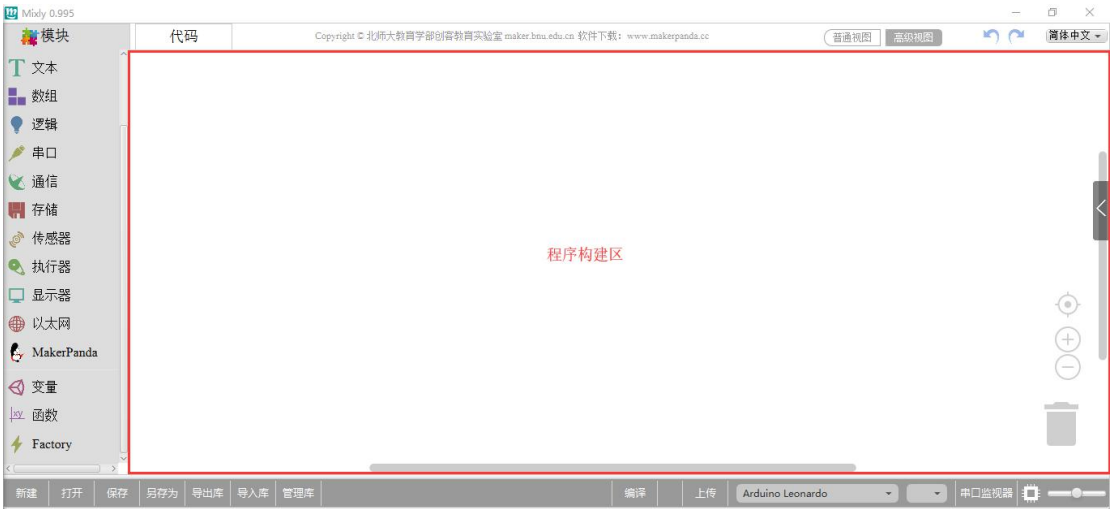 Mixly 0.995
模块
代码
Copyright © 北师大教育学部创客教育实验室 maker.bnu.edu.cn 软件下载：www.makerpanda.cc
普通视图
高级视图
简体中文
文本
数组
逻辑
串口
通信
存储
传感器
执行器
显示器
以太网
MakerPanda
变量
函数
Factory
程序构建区
新建 打开 保存 另存为 导出库 导入库 管理库 编译 上传 Arduino Leonardo 串口监视器